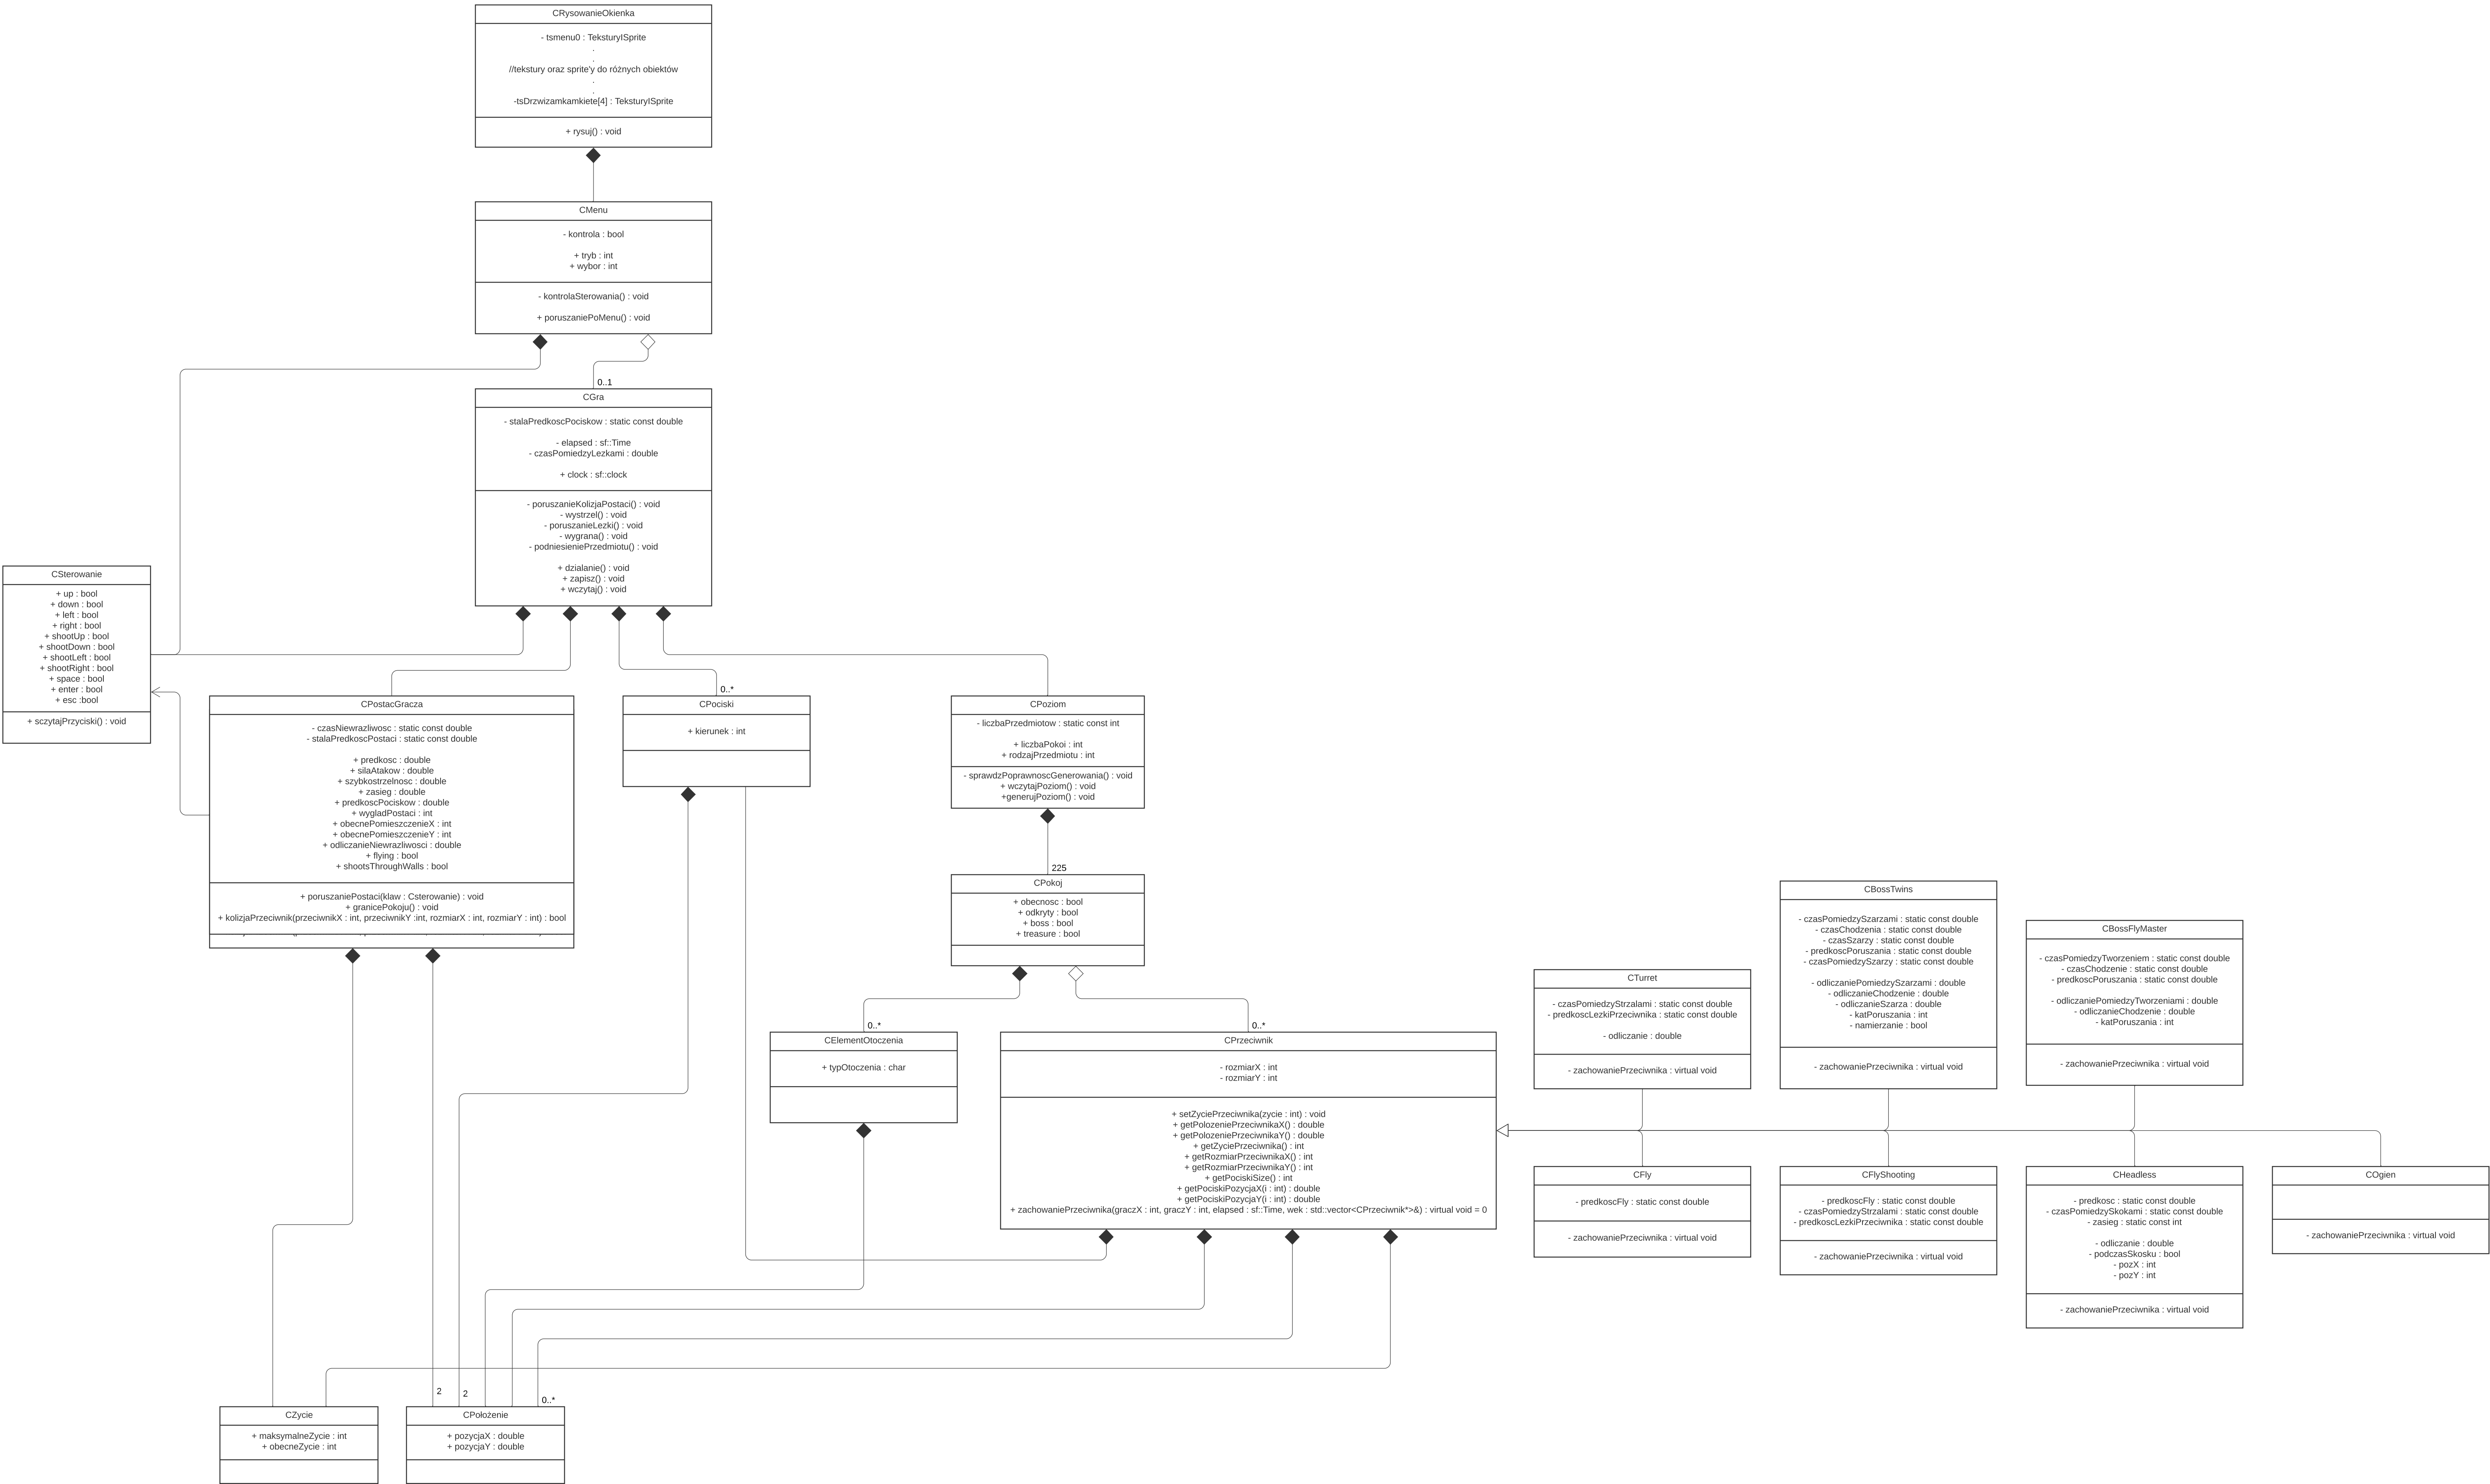 CRysowanieOkienka
- tsmenu0 : TeksturyISprite
.
.
//tekstury oraz sprite'y do różnych obiektów
.
.
-tsDrzwizamkamkiete[4] : TeksturyISprite
+ rysuj() : void
CMenu
- kontrola : bool
+ tryb : int
+ wybor : int
- kontrolaSterowania() : void
+ poruszaniePoMenu() : void
0..1
CGra
- stalaPredkoscPociskow : static const double
- elapsed : sf::Time
- czasPomiedzyLezkami : double
+ clock : sf::clock
- poruszanieKolizjaPostaci() : void
- wystrzel() : void
- poruszanieLezki() : void
- wygrana() : void
- podniesieniePrzedmiotu() : void
+ dzialanie() : void
+ zapisz() : void
+ wczytaj() : void
CSterowanie
+ up : bool
+ down : bool
+ left : bool
+ right : bool
+ shootUp : bool
+ shootDown : bool
+ shootLeft : bool
+ shootRight : bool
+ space : bool
+ enter : bool
+ esc :bool
+ sczytajPrzyciski() : void
CPostacGracza
- czasNiewrazliwosc : static const double
- stalaPredkoscPostaci : static const double
+ predkosc : double
+ silaAtakow : double
+ szybkostrzelnosc : double
+ zasieg : double
+ predkoscPociskow : double
+ wygladPostaci : int
+ obecnePomieszczenieX : int
+ obecnePomieszczenieY : int
+ odliczanieNiewrazliwosci : double
+ flying : bool
+ shootsThroughWalls : bool
+ poruszaniePostaci(klaw : Csterowanie) : void
+ granicePokoju() : void
+ kolizjaPrzeciwnik(przeciwnikX : int, przeciwnikY :int, rozmiarX : int, rozmiarY : int) : bool
0..*
CPociski
+ kierunek : int
CPoziom
- liczbaPrzedmiotow : static const int
+ liczbaPokoi : int
+ rodzajPrzedmiotu : int
- sprawdzPoprawnoscGenerowania() : void
+ wczytajPoziom() : void
+generujPoziom() : void
225
CPokoj
+ obecnosc : bool
+ odkryty : bool
+ boss : bool
+ treasure : bool
0..*
CElementOtoczenia
+ typOtoczenia : char
0..*
CPrzeciwnik
- rozmiarX : int
- rozmiarY : int
+ setZyciePrzeciwnika(zycie : int) : void
+ getPolozeniePrzeciwnikaX() : double
+ getPolozeniePrzeciwnikaY() : double
+ getZyciePrzeciwnika() : int
+ getRozmiarPrzeciwnikaX() : int
+ getRozmiarPrzeciwnikaY() : int
+ getPociskiSize() : int
+ getPociskiPozycjaX(i : int) : double
+ getPociskiPozycjaY(i : int) : double
+ zachowaniePrzeciwnika(graczX : int, graczY : int, elapsed : sf::Time, wek : std::vector<CPrzeciwnik*>&) : virtual void = 0
CTurret
- czasPomiedzyStrzalami : static const double
- predkoscLezkiPrzeciwnika : static const double
- odliczanie : double
- zachowaniePrzeciwnika : virtual void
CBossTwins
- czasPomiedzySzarzami : static const double
- czasChodzenia : static const double
- czasSzarzy : static const double
- predkoscPoruszania : static const double
- czasPomiedzySzarzy : static const double
- odliczaniePomiedzySzarzami : double
- odliczanieChodzenie : double
- odliczanieSzarza : double
- katPoruszania : int
- namierzanie : bool
- zachowaniePrzeciwnika : virtual void
CBossFlyMaster
- czasPomiedzyTworzeniem : static const double
- czasChodzenie : static const double
- predkoscPoruszania : static const double
- odliczaniePomiedzyTworzeniami : double
- odliczanieChodzenie : double
- katPoruszania : int
- zachowaniePrzeciwnika : virtual void
CFly
- predkoscFly : static const double
- zachowaniePrzeciwnika : virtual void
CFlyShooting
- predkoscFly : static const double
- czasPomiedzyStrzalami : static const double
- predkoscLezkiPrzeciwnika : static const double
- zachowaniePrzeciwnika : virtual void
CHeadless
- predkosc : static const double
- czasPomiedzySkokami : static const double
- zasieg : static const int
- odliczanie : double
- podczasSkosku : bool
- pozX : int
- pozY : int
- zachowaniePrzeciwnika : virtual void
COgien
- zachowaniePrzeciwnika : virtual void
CZycie
+ maksymalneZycie : int
+ obecneZycie : int
2
2
0..*
CPołożenie
+ pozycjaX : double
+ pozycjaY : double